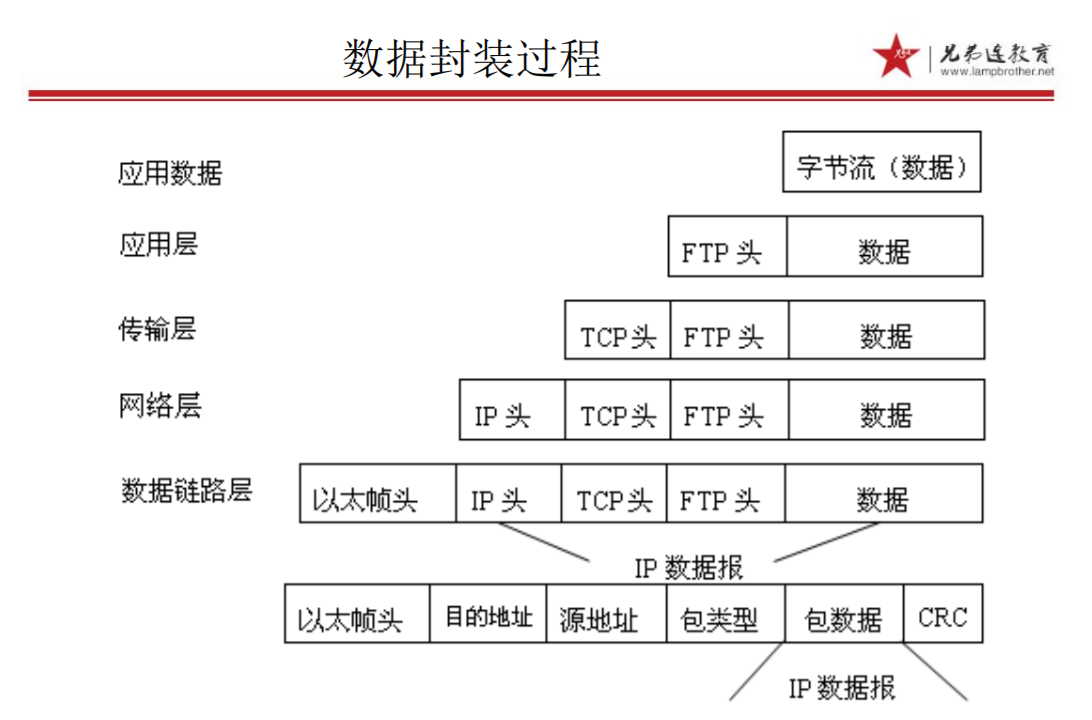 数据封装过程
兄弟连教育
www.lampbrother.net
应用数据
字节流（数据）
应用层
FTP 头
数据
传输层
TCP头
FTP 头
数据
网络层
IP 头
TCP头
FTP 头
数据
数据链路层
以太帧头
IP 头
TCP头
FTP 头
数据
IP 数据报
以太帧头
目的地址
源地址
包类型
包数据
CRC
IP 数据报